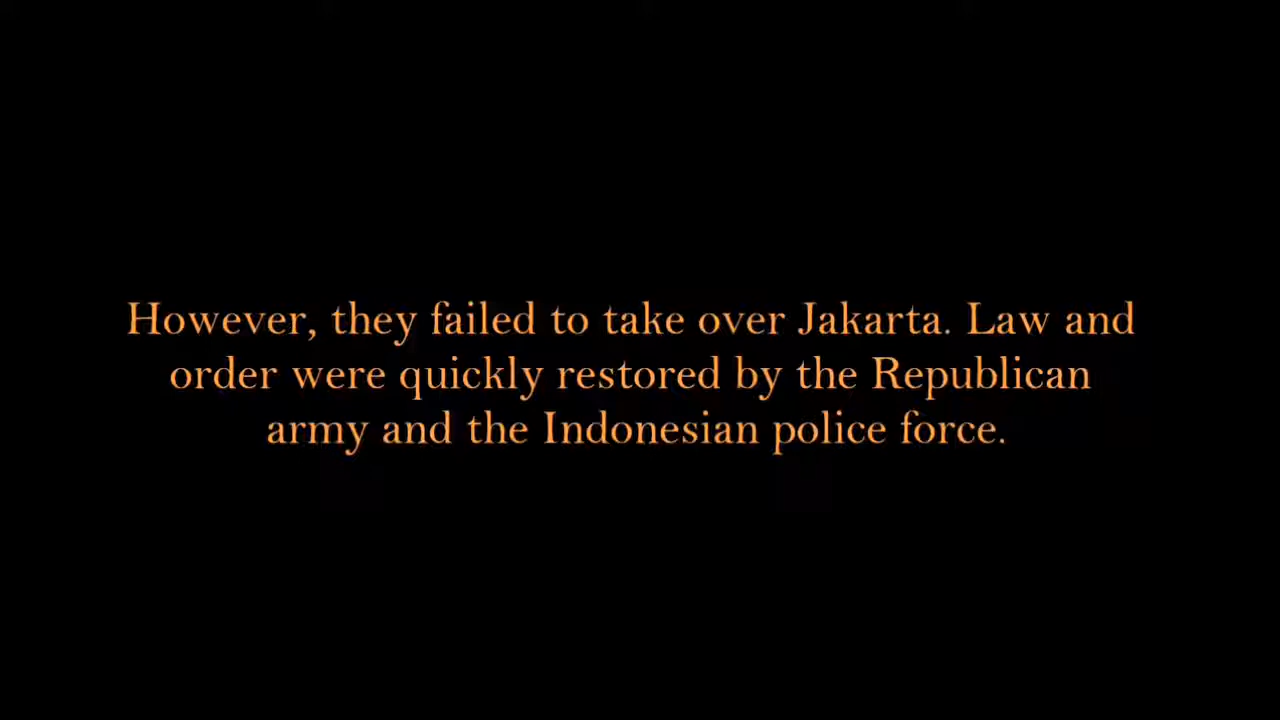 However, they failed to take over Jakarta. Law and
order were quickly restored by the Republican
army and the Indonesian police force.